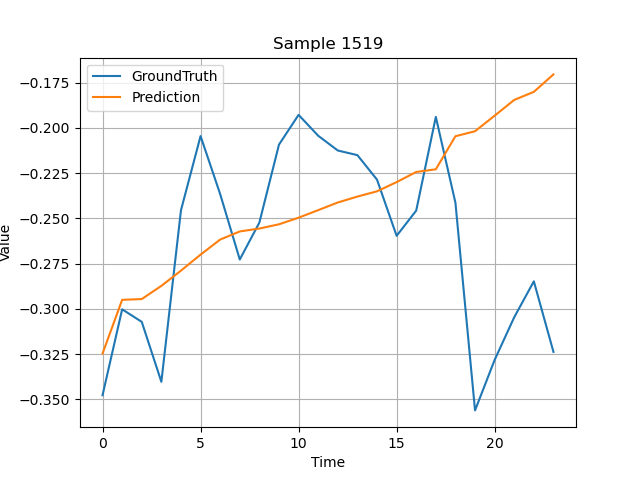 Sample 1519
GroundTruth
Prediction
−0.175
−0.200
−0.225
−0.250
−0.275
−0.300
−0.325
−0.350
Value
0 5 10 15 20
Time